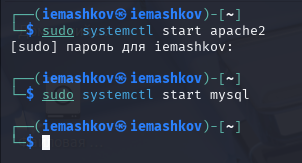 ┌──(iemashkov㉿iemashkov)-[~]
└─$ sudo systemctl start apache2
[sudo] пароль для iemashkov:
┌──(iemashkov㉿iemashkov)-[~]
└─$ sudo systemctl start mysql
┌──(iemashkov㉿iemashkov)-[~]
└─$